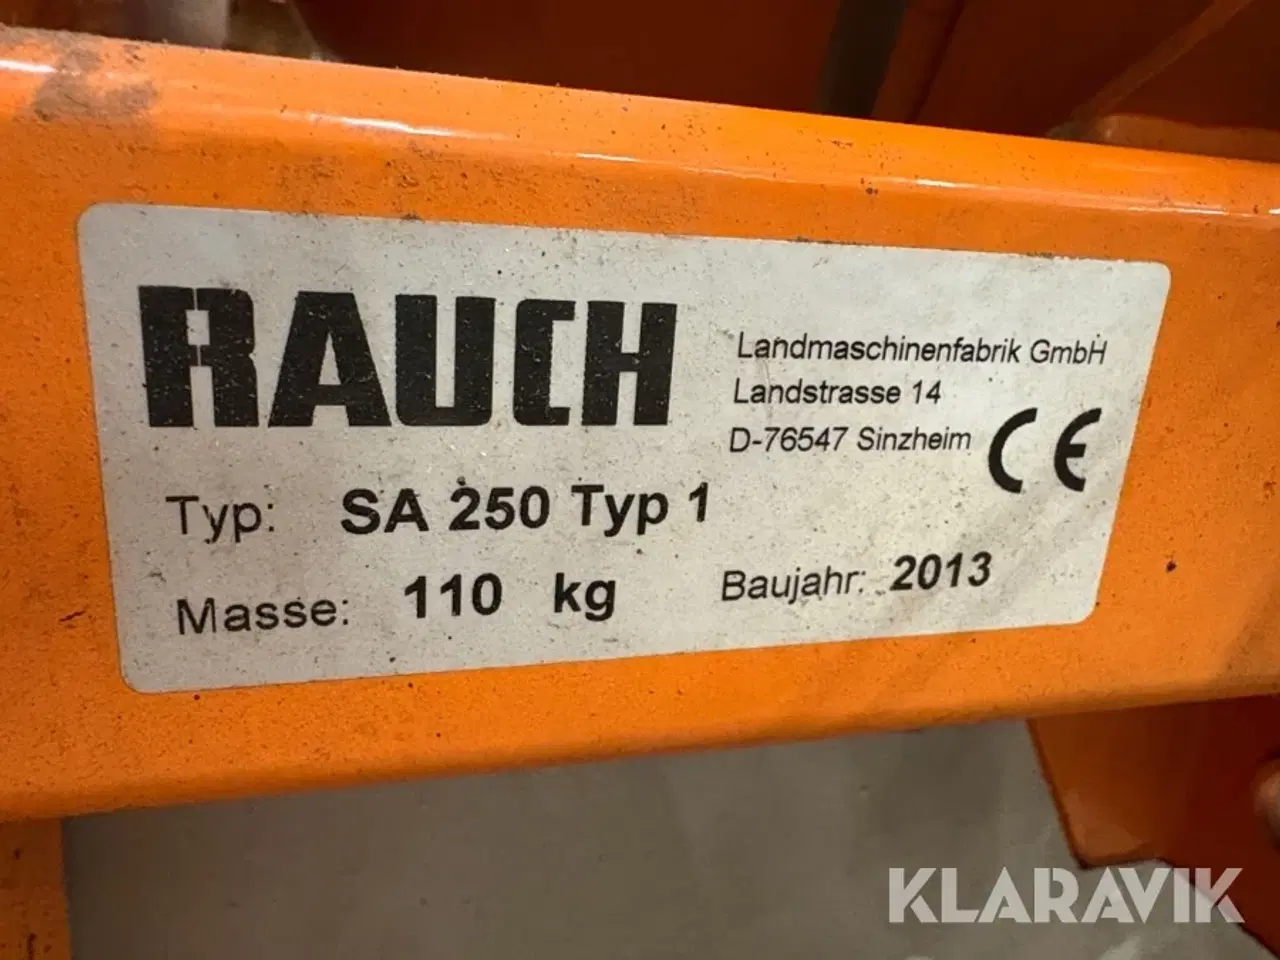 RAUCH
Landmaschinenfabrik GmbH
Landstrasse 14
D-76547 Sinzheim
CE
Typ: SA 250 Typ 1
Masse: 110 kg
Baujahr: 2013
KLARAVIK